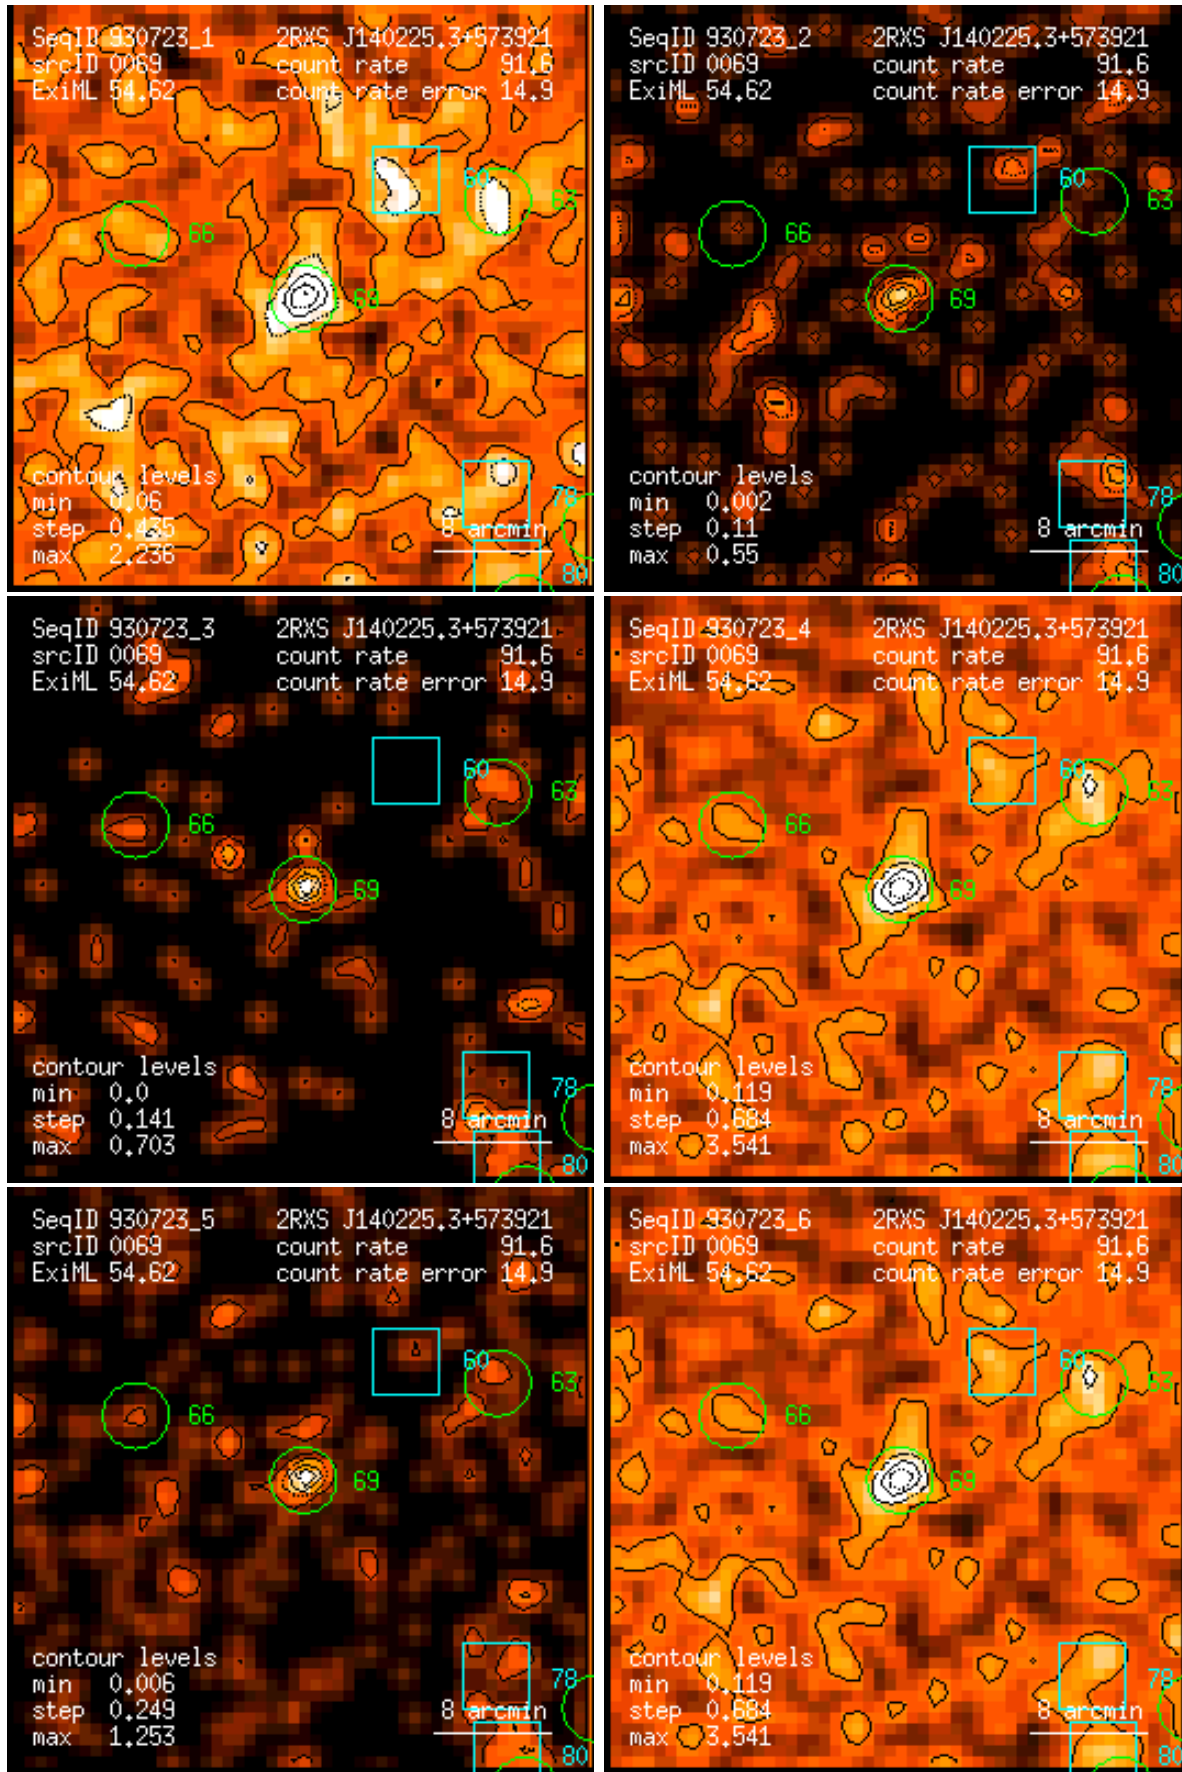 SeqID 930723_1 2RXS J140225.3+573921
srcID 0069 count rate 91.6
ExiML 54.62 count rate error 14.9
60
63
66
69
contour levels
min 0.06
78
step 0.435 8 arcmin
max 2.236
80
SeqID 930723_2 2RXS J140225.3+573921
srcID 0069 count rate 91.6
ExiML 54.62 count rate error 14.9
60
63
66
69
contour levels
min 0.002
78
step 0.11 8 arcmin
max 0.55
80
SeqID 930723_3 2RXS J140225.3+573921
srcID 0069 count rate 91.6
ExiML 54.62 count rate error 14.9
60
63
66
69
contour levels
min 0.0
78
step 0.141 8 arcmin
max 0.703
80
SeqID 930723_4 2RXS J140225.3+573921
srcID 0069 count rate 91.6
ExiML 54.62 count rate error 14.9
60
63
66
69
contour levels
min 0.119
78
step 0.684 8 arcmin
max 3.541
80
SeqID 930723_5 2RXS J140225.3+573921
srcID 0069 count rate 91.6
ExiML 54.62 count rate error 14.9
60
63
66
69
contour levels
min 0.006
78
step 0.249 8 arcmin
max 1.253
80
SeqID 930723_6 2RXS J140225.3+573921
srcID 0069 count rate 91.6
ExiML 54.62 count rate error 14.9
60
63
66
69
contour levels
min 0.119
78
step 0.684 8 arcmin
max 3.541
80